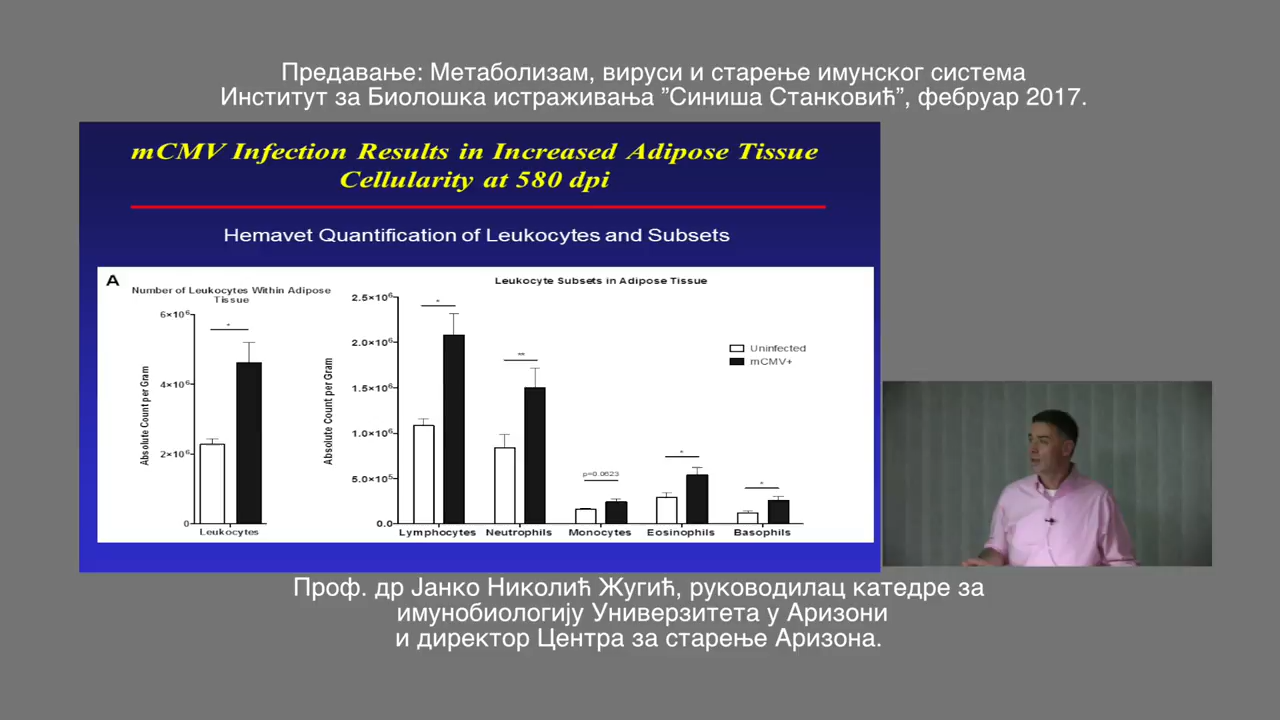 Предавање: Метаболизам, вируси и старење имунског система
Институт за Биолошка истраживања ”Синиша Станковић”, фебруар 2017.
mCMV Infection Results in Increased Adipose Tissue
Cellularity at 580 dpi
Hemavet Quantification of Leukocytes and Subsets
A
Number of Leukocytes Within Adipose
Tissue
Absolute Count per Gram
6×10⁶
4×10⁶
2×10⁶
0
*
Leukocytes
Leukocyte Subsets in Adipose Tissue
Absolute Count per Gram
2.5×10⁶
2.0×10⁶
1.5×10⁶
1.0×10⁶
5.0×10⁵
0.0
*
**
p=0.0623
*
*
Uninfected
mCMV+
Lymphocytes Neutrophils Monocytes Eosinophils Basophils
Проф. др Јанко Николић Жугић, руководилац катедре за
имунобиологију Универзитета у Аризони
и директор Центра за старење Аризона.